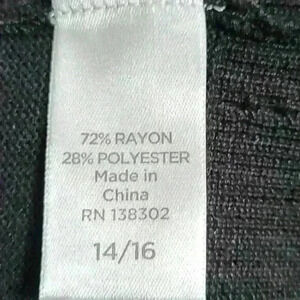 72% RAYON
28% POLYESTER
Made in
China
RN 138302
14/16